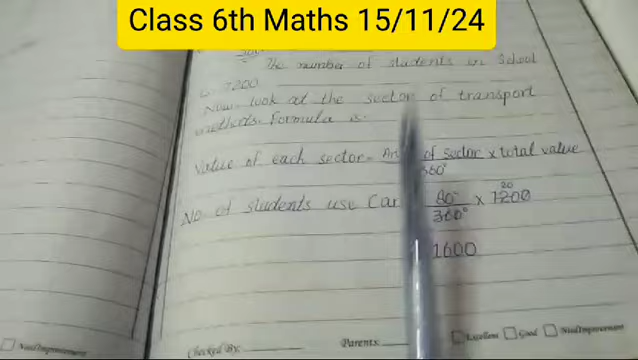 Class 6th Maths 15/11/24
The number of students in School
is 7200
Now look at the sector of transport
methods. Formula is.
Value of each sector = of sector x total value
360°
No of students use Car 80° x 7200
20
360°
1600
Need Improvement
Checked By:
Parents:
Excellent Good Need Improvement